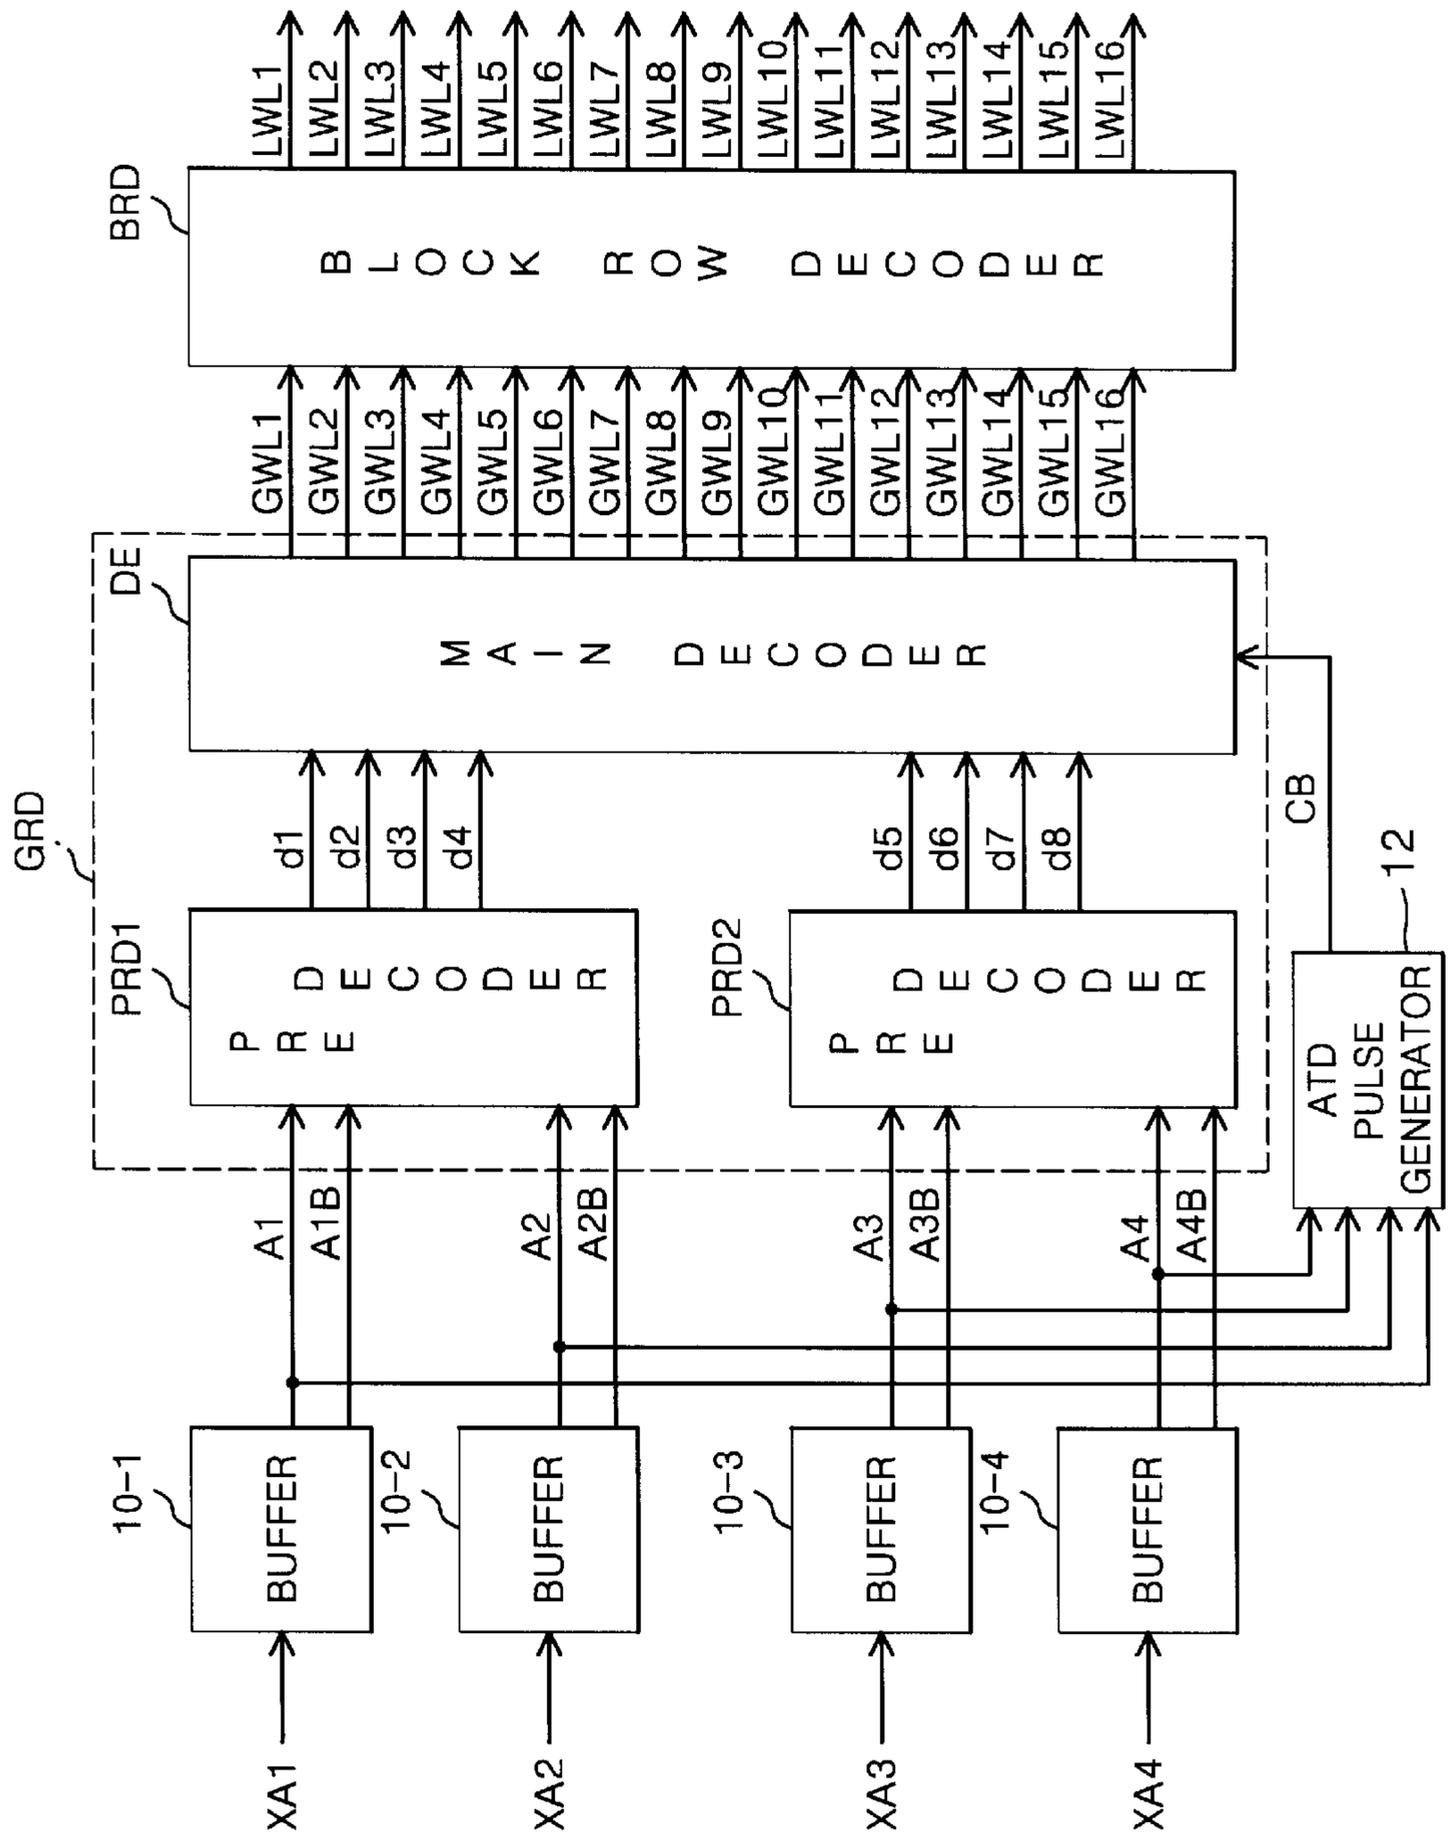 XA1
XA2
XA3
XA4
10-1
BUFFER
10-2
BUFFER
10-3
BUFFER
10-4
BUFFER
A1
A1B
A2
A2B
A3
A3B
A4
A4B
GRD
PRD1
PRE
DECODER
PRD2
PRE
DECODER
ATD
PULSE
GENERATOR
12
CB
d1
d2
d3
d4
d5
d6
d7
d8
DE
MAIN DECODER
GWL1
GWL2
GWL3
GWL4
GWL5
GWL6
GWL7
GWL8
GWL9
GWL10
GWL11
GWL12
GWL13
GWL14
GWL15
GWL16
BRD
BLOCK ROW DECODER
LWL1
LWL2
LWL3
LWL4
LWL5
LWL6
LWL7
LWL8
LWL9
LWL10
LWL11
LWL12
LWL13
LWL14
LWL15
LWL16